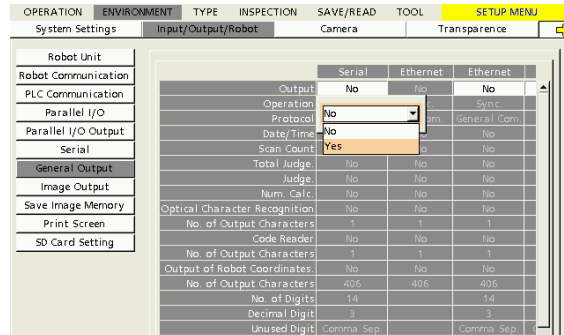 OPERATION ENVIRONMENT TYPE INSPECTION SAVE/READ TOOL SETUP MENU
System Settings Input/Output/Robot Camera Transparence
Robot Unit
Robot Communication
PLC Communication
Parallel I/O
Parallel I/O Output
Serial
General Output
Image Output
Save Image Memory
Print Screen
SD Card Setting
Serial Ethernet Ethernet
Output No No No
Operation Sync.
Protocol General Com.
No
No
Yes
Date/Time No
Scan Count No
Total Judge. No No No
Judge. No No No
Num. Calc. No No No
Optical Character Recognition No No No
No. of Output Characters 1 1 1
Code Reader No No No
No. of Output Characters 1 1 1
Output of Robot Coordinates. No No No
No. of Output Characters 406 406 406
No. of Digits 14 14
Decimal Digit 3 3
Unused Digit Comma Sep. Comma Sep.